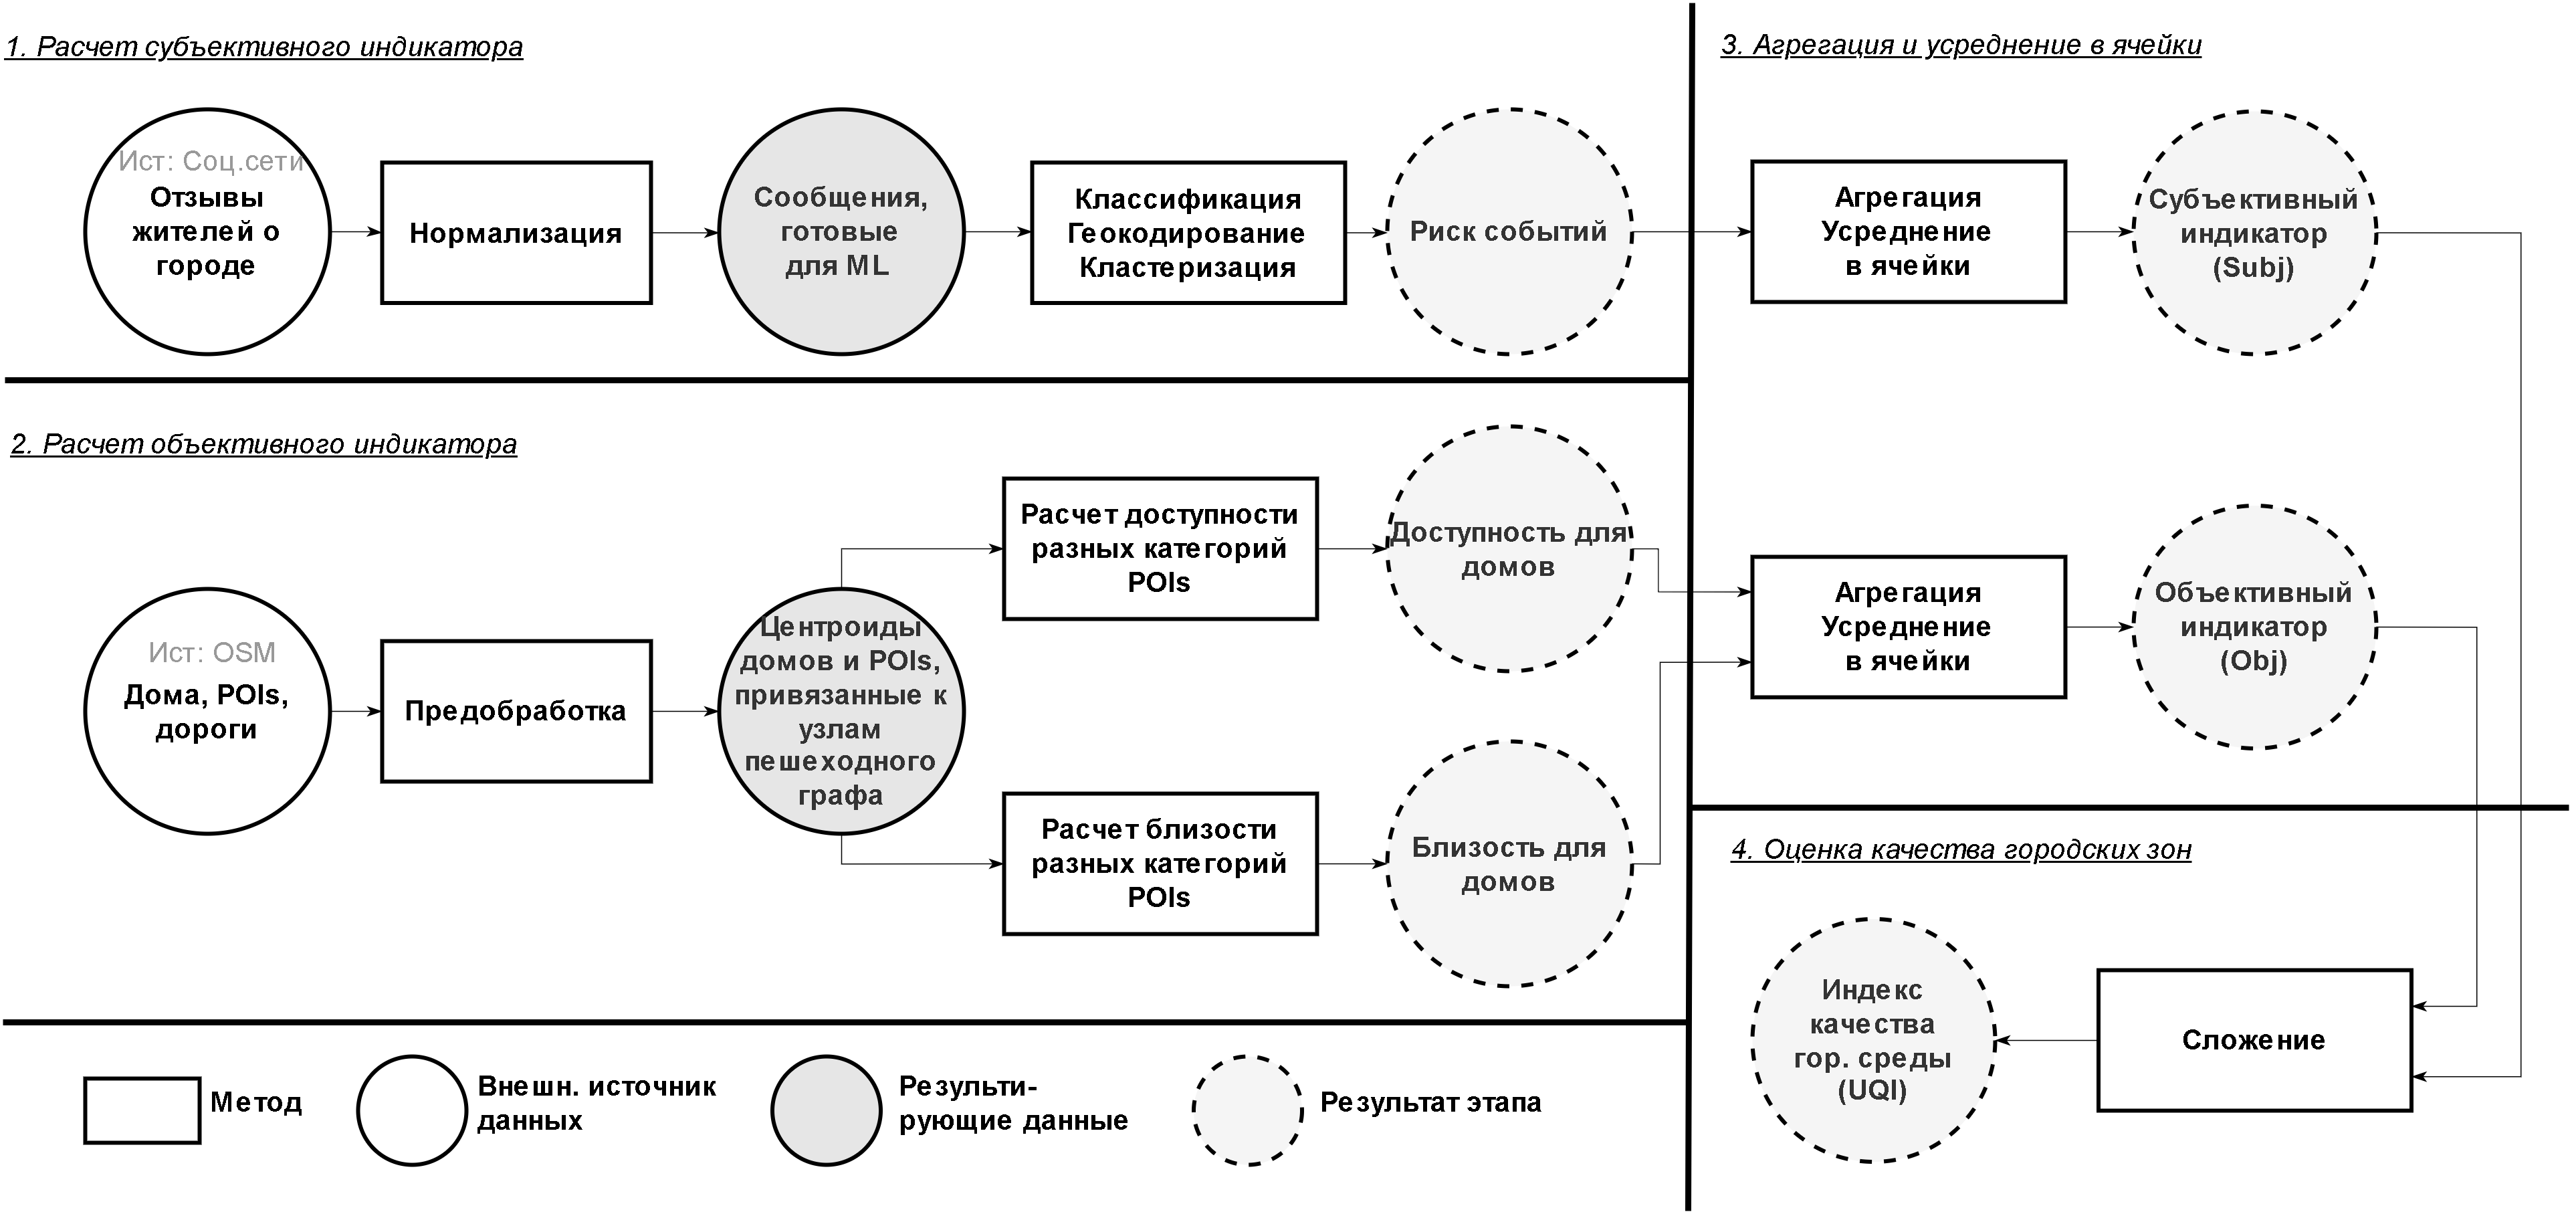 1. Расчет субъективного индикатора
Ист: Соц.сети
Отзывы
жителей о
городе
Нормализация
Сообщения,
готовые
для ML
Классификация
Геокодирование
Кластеризация
Риск событий
2. Расчет объективного индикатора
Ист: OSM
Дома, POIs,
дороги
Предобработка
Центроиды
домов и POIs,
привязанные к
узлам
пешеходного
графа
Расчет доступности
разных категорий
POIs
Доступность для
домов
Расчет близости
разных категорий
POIs
Близость для
домов
3. Агрегация и усреднение в ячейки
Агрегация
Усреднение
в ячейки
Субъективный
индикатор
(Subj)
Агрегация
Усреднение
в ячейки
Объективный
индикатор
(Obj)
4. Оценка качества городских зон
Индекс
качества
гор. среды
(UQI)
Сложение
Метод
Внешн. источник
данных
Результи-
рующие данные
Результат этапа